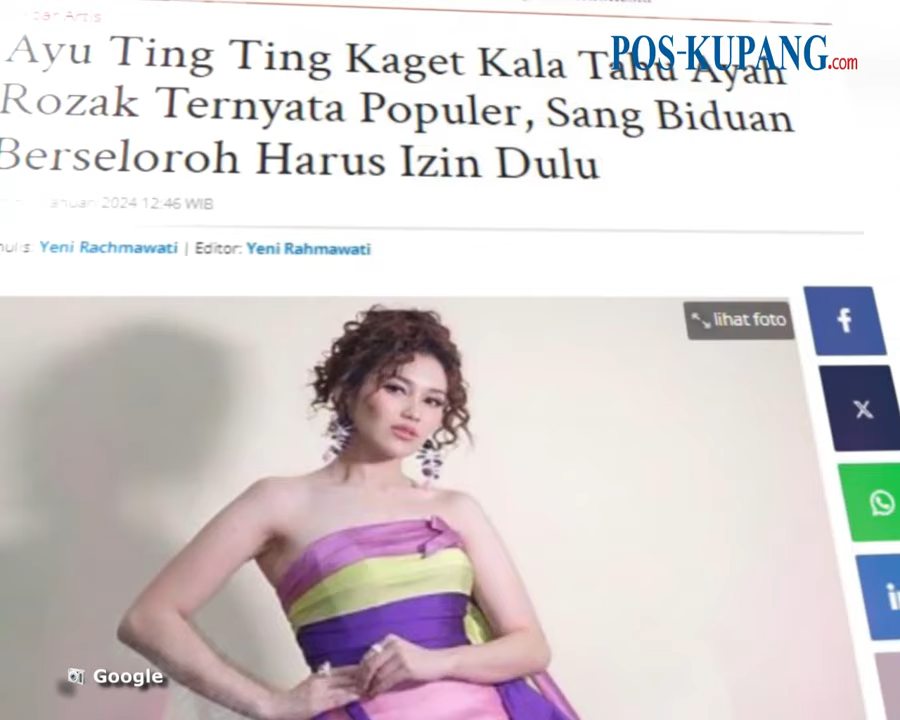 POS-KUPANG.com
Ayu Ting Ting Kaget Kala Tahu Ayah
Rozak Ternyata Populer, Sang Biduan
Berseloroh Harus Izin Dulu
2024 12:46 WIB
Yeni Rachmawati | Editor: Yeni Rahmawati
lihat foto
Google